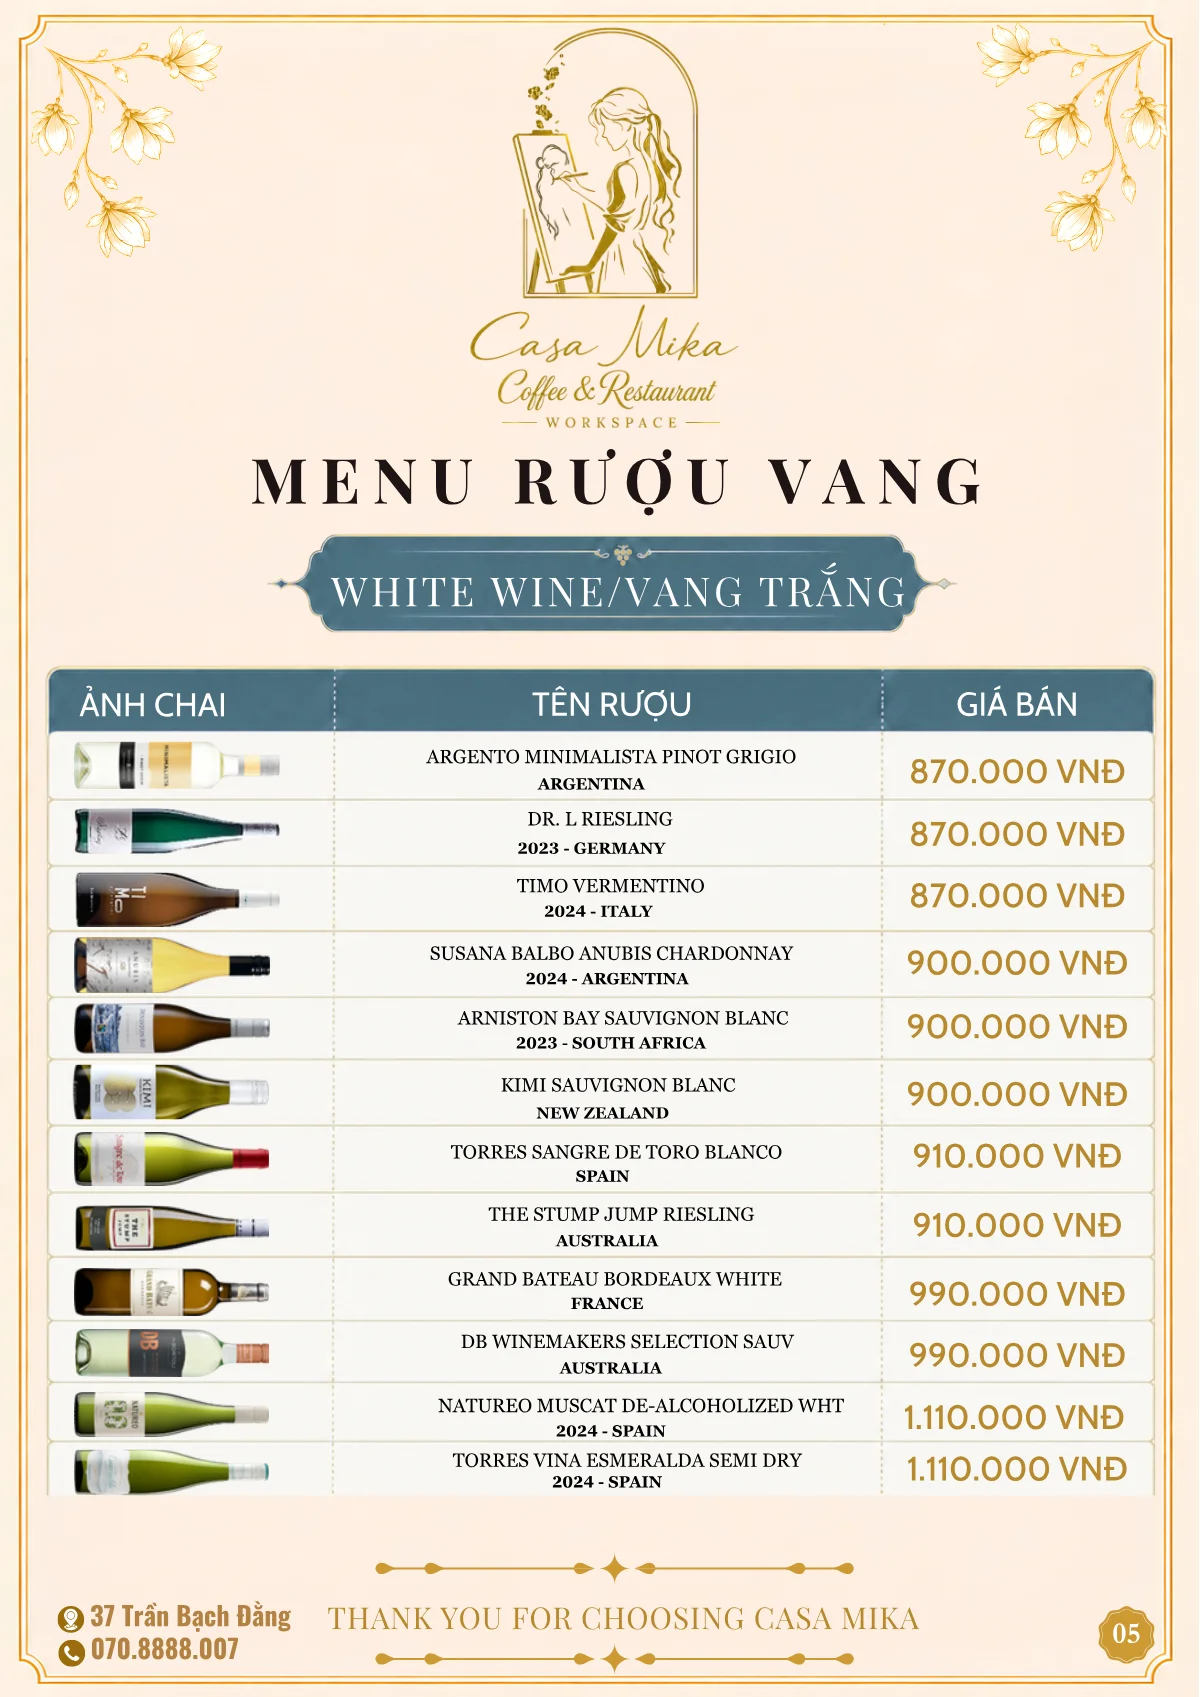 Casa Mika
Coffee & Restaurant
WORKSPACE
MENU RƯỢU VANG
WHITE WINE/VANG TRẮNG
ẢNH CHAI TÊN RƯỢU GIÁ BÁN
ARGENTO MINIMALISTA PINOT GRIGIO
ARGENTINA
870.000 VNĐ
DR. L RIESLING
2023 - GERMANY
870.000 VNĐ
TIMO VERMENTINO
2024 - ITALY
870.000 VNĐ
SUSANA BALBO ANUBIS CHARDONNAY
2024 - ARGENTINA
900.000 VNĐ
ARNISTON BAY SAUVIGNON BLANC
2023 - SOUTH AFRICA
900.000 VNĐ
KIMI SAUVIGNON BLANC
NEW ZEALAND
900.000 VNĐ
TORRES SANGRE DE TORO BLANCO
SPAIN
910.000 VNĐ
THE STUMP JUMP RIESLING
AUSTRALIA
910.000 VNĐ
GRAND BATEAU BORDEAUX WHITE
FRANCE
990.000 VNĐ
DB WINEMAKERS SELECTION SAUV
AUSTRALIA
990.000 VNĐ
NATUREO MUSCAT DE-ALCOHOLIZED WHT
2024 - SPAIN
1.110.000 VNĐ
TORRES VINA ESMERALDA SEMI DRY
2024 - SPAIN
1.110.000 VNĐ
37 Trần Bạch Đằng
070.8888.007
THANK YOU FOR CHOOSING CASA MIKA
05